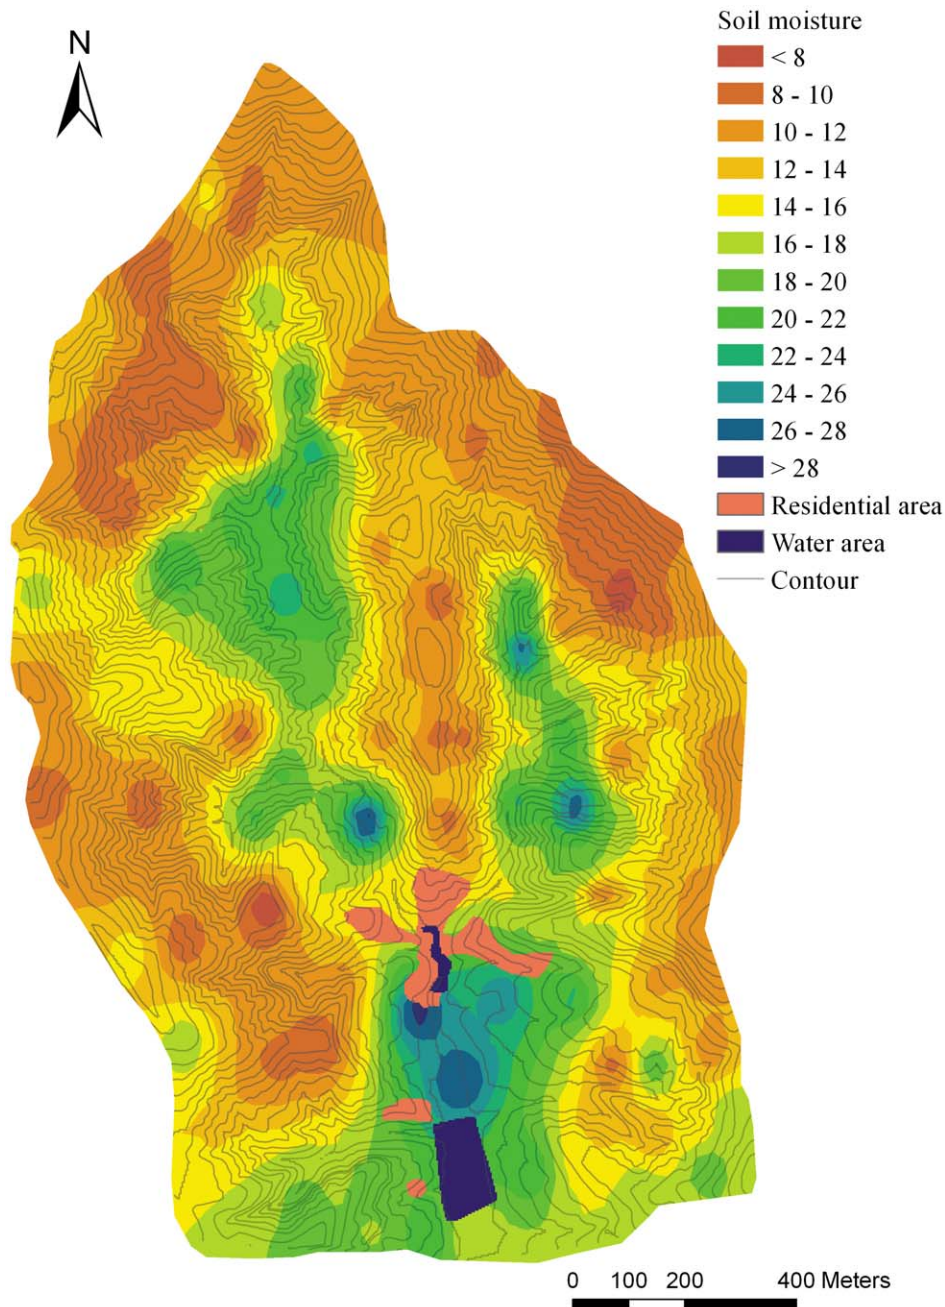 N
Soil moisture
< 8
8 - 10
10 - 12
12 - 14
14 - 16
16 - 18
18 - 20
20 - 22
22 - 24
24 - 26
26 - 28
> 28
Residential area
Water area
Contour
0 100 200 400 Meters